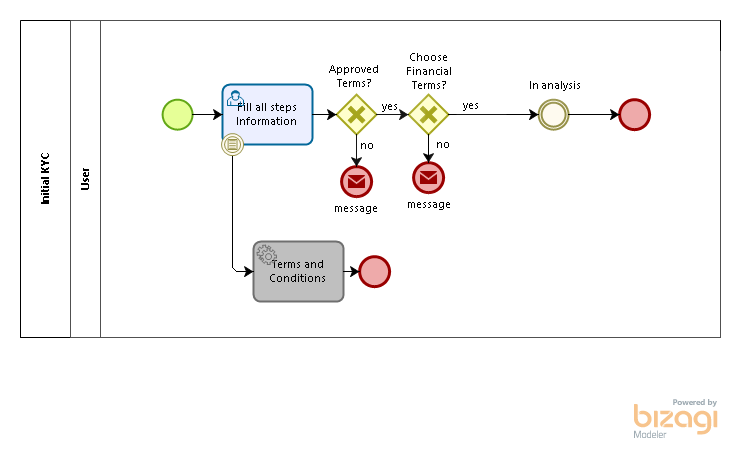 Initial KYC
User
Fill all steps
Information
Approved
Terms?
yes
no
message
Choose
Financial
Terms?
yes
no
message
In analysis
Terms and
Conditions
Powered by
bizagi
Modeler